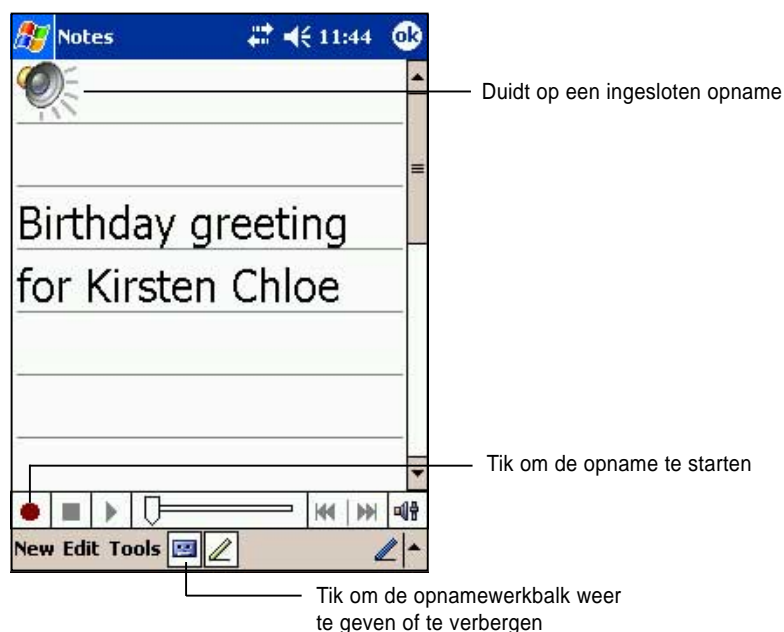 Notes 11:44 ok
Duidt op een ingesloten opname
Birthday greeting
for Kirsten Chloe
Tik om de opname te starten
New Edit Tools
Tik om de opnamewerkbalk weer
te geven of te verbergen